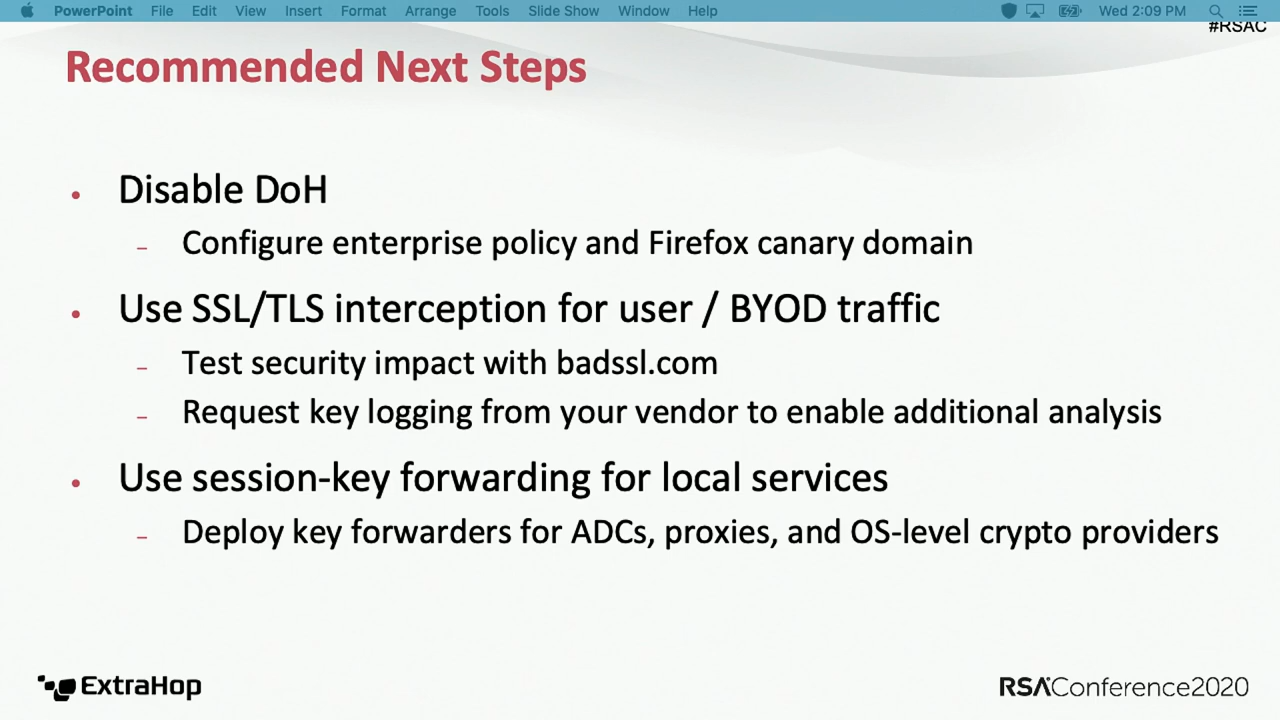 PowerPoint File Edit View Insert Format Arrange Tools Slide Show Window Help Wed 2:09 PM
#RSAC
Recommended Next Steps
• Disable DoH
– Configure enterprise policy and Firefox canary domain
• Use SSL/TLS interception for user / BYOD traffic
– Test security impact with badssl.com
– Request key logging from your vendor to enable additional analysis
• Use session-key forwarding for local services
– Deploy key forwarders for ADCs, proxies, and OS-level crypto providers
ExtraHop
RSAConference2020